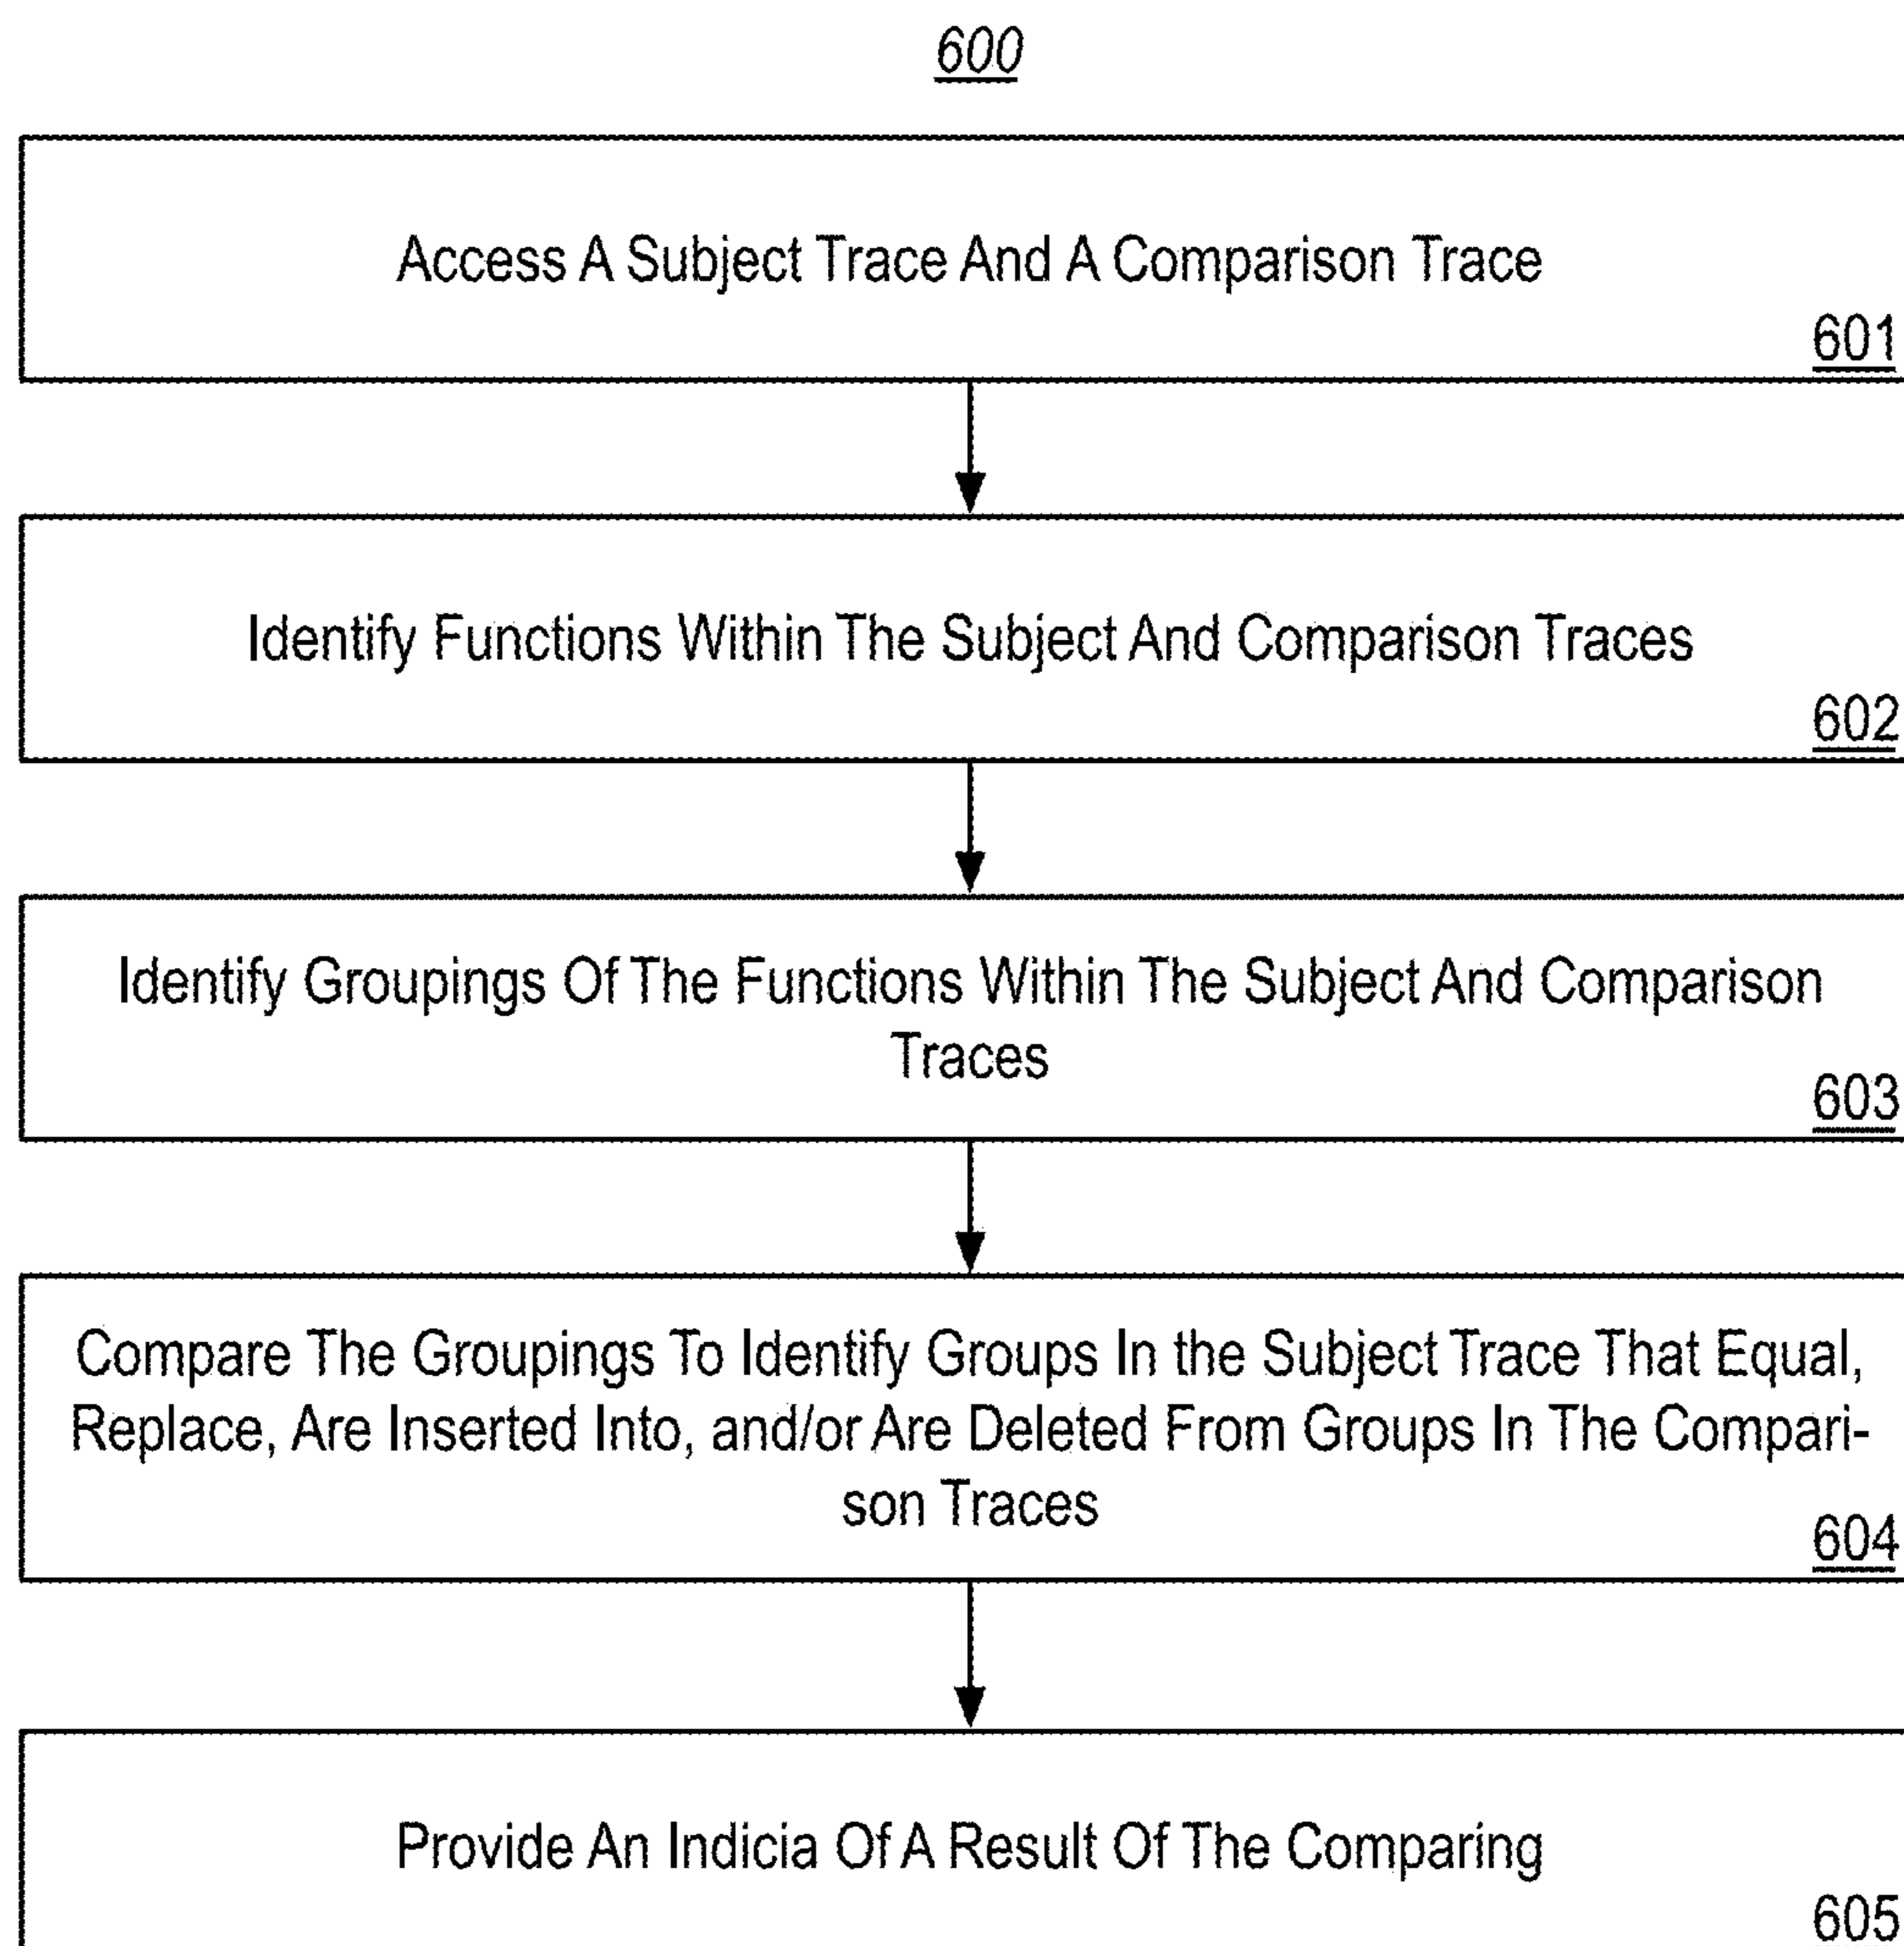 600
Access A Subject Trace And A Comparison Trace
601
Identify Functions Within The Subject And Comparison Traces
602
Identify Groupings Of The Functions Within The Subject And Comparison
Traces
603
Compare The Groupings To Identify Groups In the Subject Trace That Equal,
Replace, Are Inserted Into, and/or Are Deleted From Groups In The Compari-
son Traces
604
Provide An Indicia Of A Result Of The Comparing
605